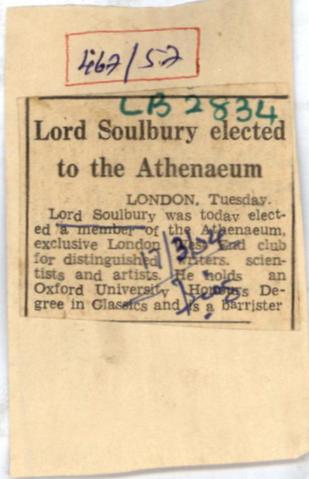 462/52
LB 2834
Lord Soulbury elected
to the Athenaeum
LONDON, Tuesday.
Lord Soulbury was today elect-
ed a member of the Athenaeum,
exclusive London West End club
for distinguished writers. scien-
tists and artists. He holds an
Oxford University Honours De-
gree in Classics and is a barrister